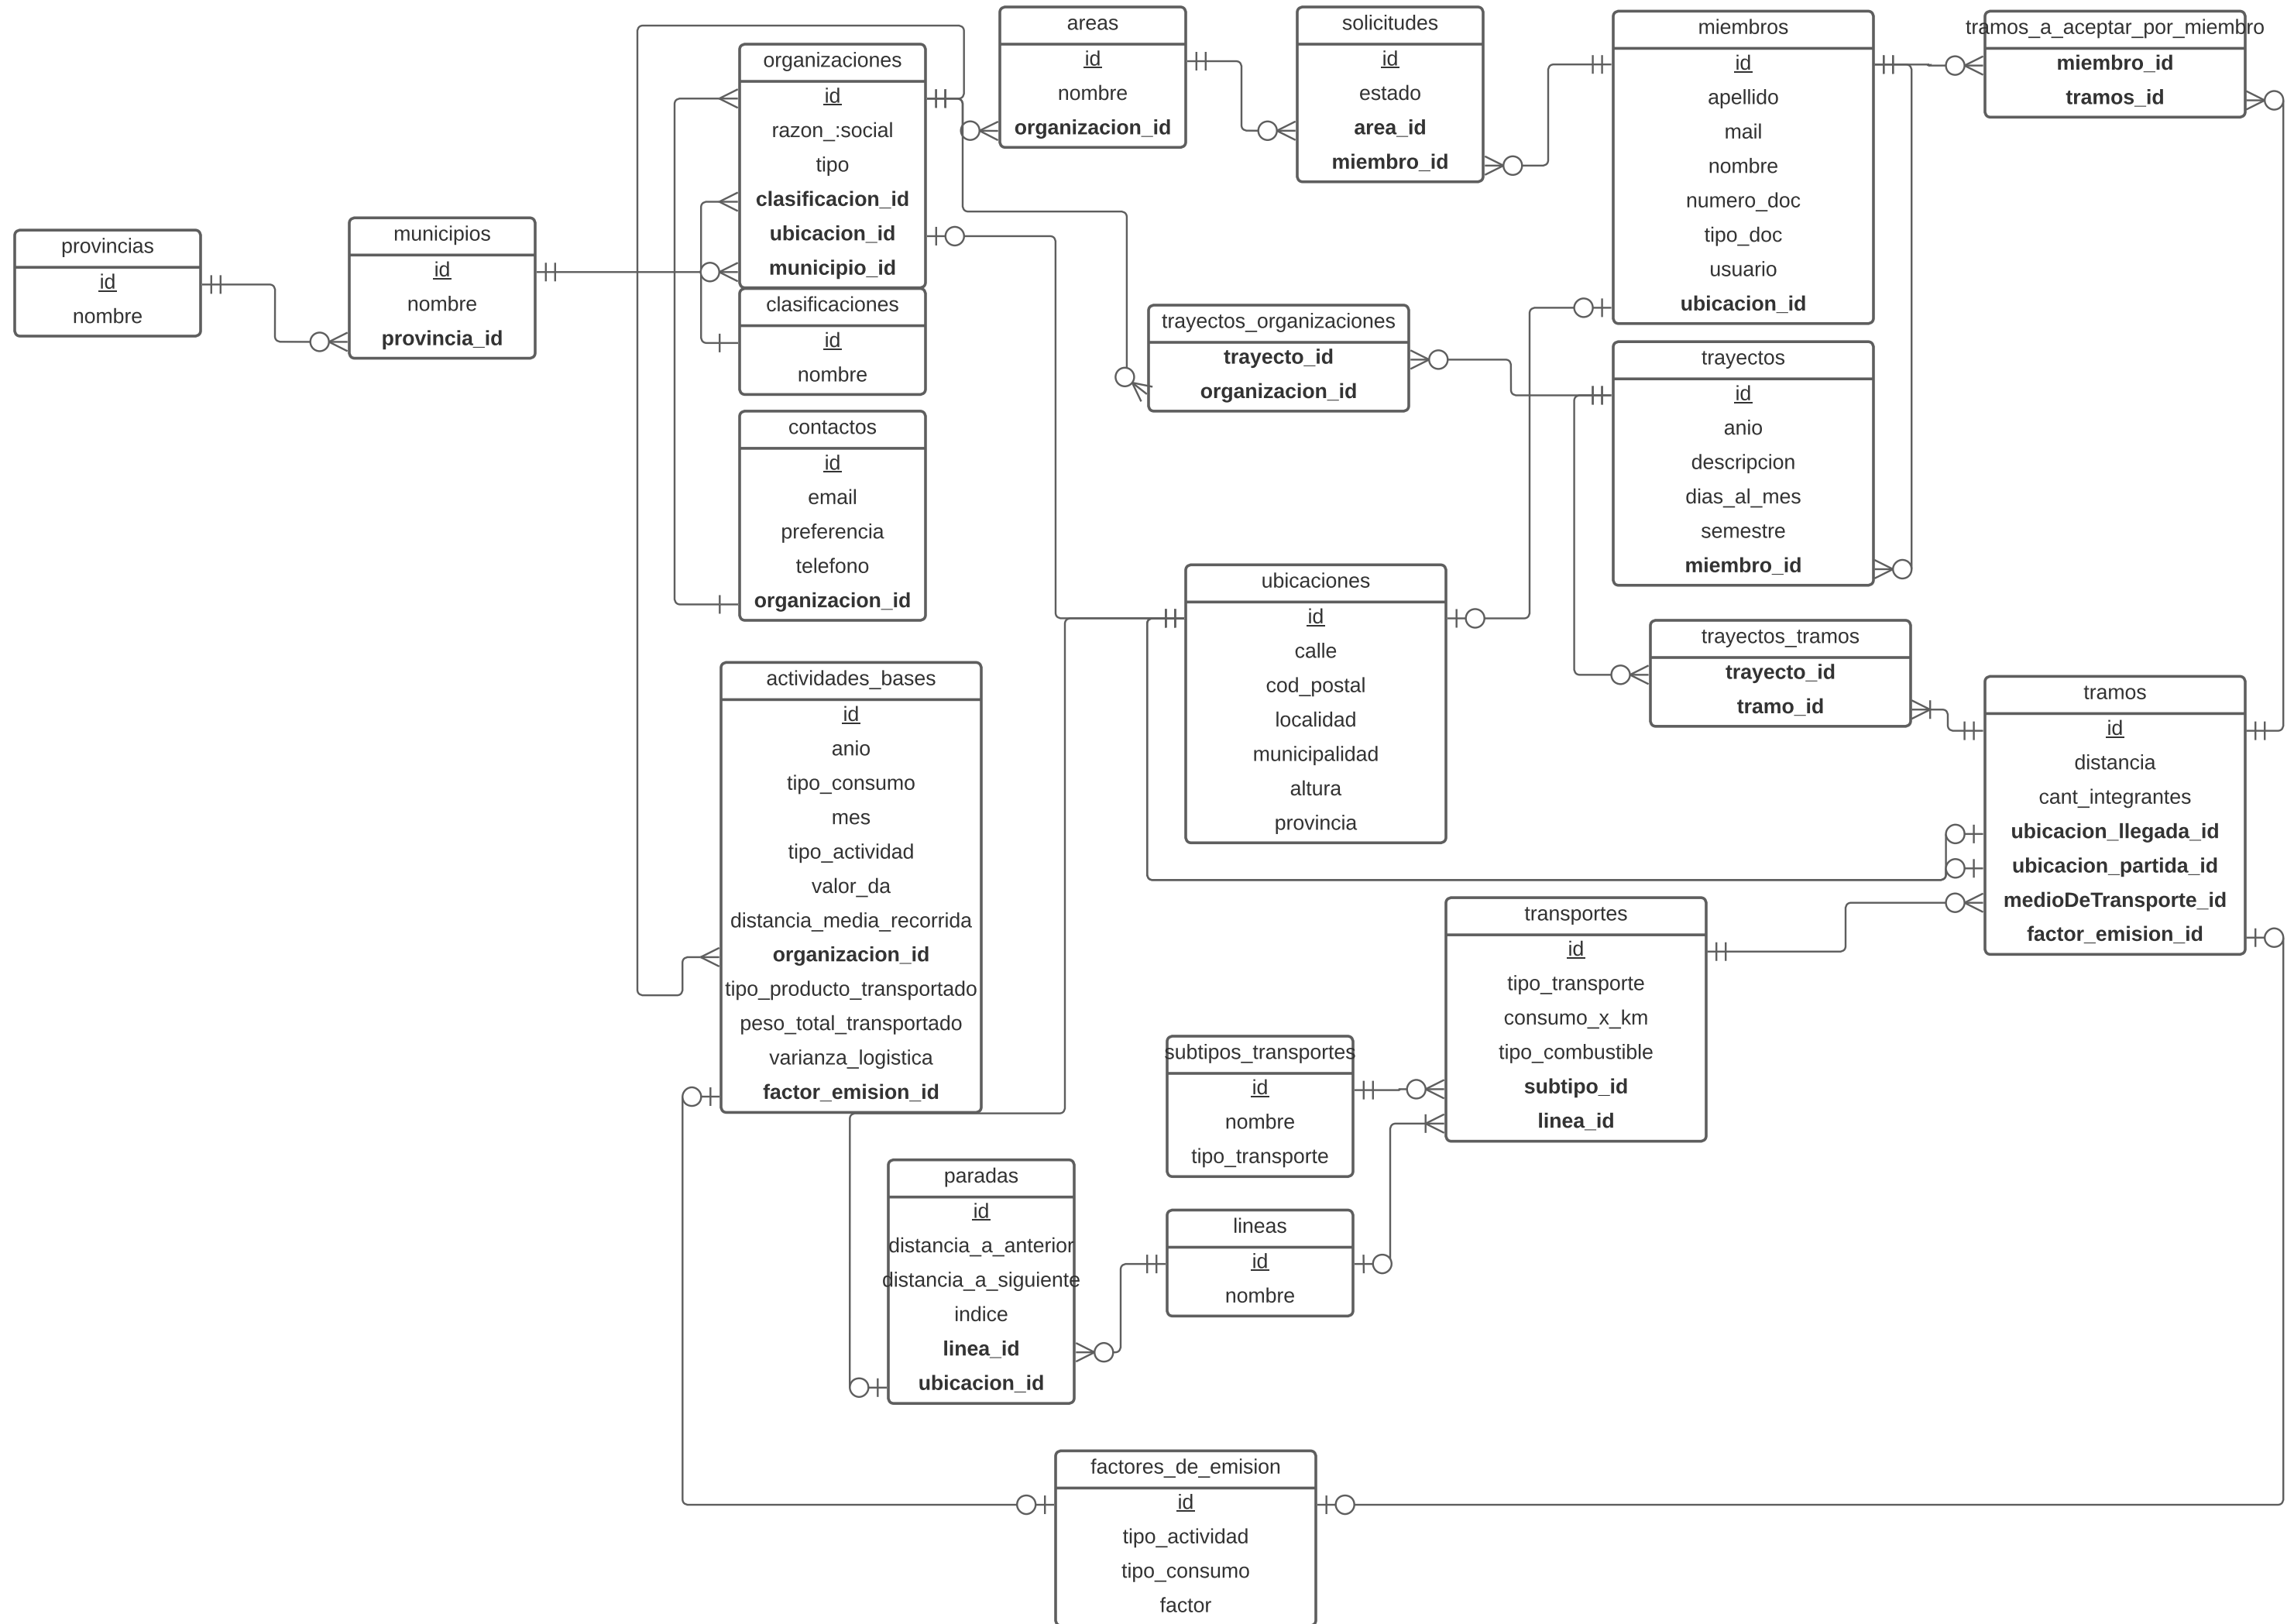 provincias
id
nombre
municipios
id
nombre
provincia_id
organizaciones
id
razon_:social
tipo
clasificacion_id
ubicacion_id
municipio_id
clasificaciones
id
nombre
contactos
id
email
preferencia
telefono
organizacion_id
actividades_bases
id
anio
tipo_consumo
mes
tipo_actividad
valor_da
distancia_media_recorrida
organizacion_id
tipo_producto_transportado
peso_total_transportado
varianza_logistica
factor_emision_id
areas
id
nombre
organizacion_id
solicitudes
id
estado
area_id
miembro_id
miembros
id
apellido
mail
nombre
numero_doc
tipo_doc
usuario
ubicacion_id
tramos_a_aceptar_por_miembro
miembro_id
tramos_id
trayectos_organizaciones
trayecto_id
organizacion_id
trayectos
id
anio
descripcion
dias_al_mes
semestre
miembro_id
ubicaciones
id
calle
cod_postal
localidad
municipalidad
altura
provincia
trayectos_tramos
trayecto_id
tramo_id
tramos
id
distancia
cant_integrantes
ubicacion_llegada_id
ubicacion_partida_id
medioDeTransporte_id
factor_emision_id
transportes
id
tipo_transporte
consumo_x_km
tipo_combustible
subtipo_id
linea_id
subtipos_transportes
id
nombre
tipo_transporte
paradas
id
distancia_a_anterior
distancia_a_siguiente
indice
linea_id
ubicacion_id
lineas
id
nombre
factores_de_emision
id
tipo_actividad
tipo_consumo
factor